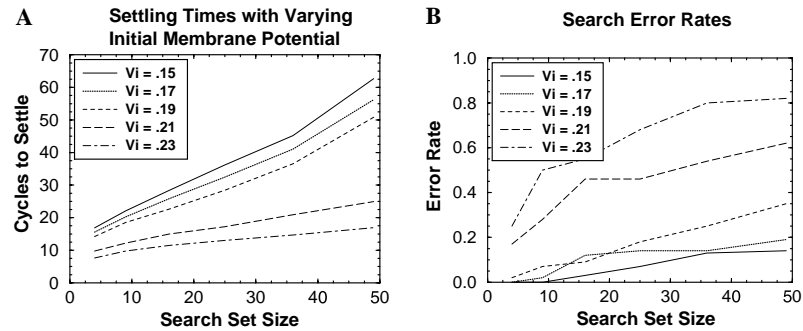 A
Settling Times with Varying
Initial Membrane Potential
70
60
50
40
30
20
10
0
Cycles to Settle
Vi = .15
Vi = .17
Vi = .19
Vi = .21
Vi = .23
0 10 20 30 40 50
Search Set Size
B
Search Error Rates
1.0
0.8
0.6
0.4
0.2
0.0
Error Rate
Vi = .15
Vi = .17
Vi = .19
Vi = .21
Vi = .23
0 10 20 30 40 50
Search Set Size